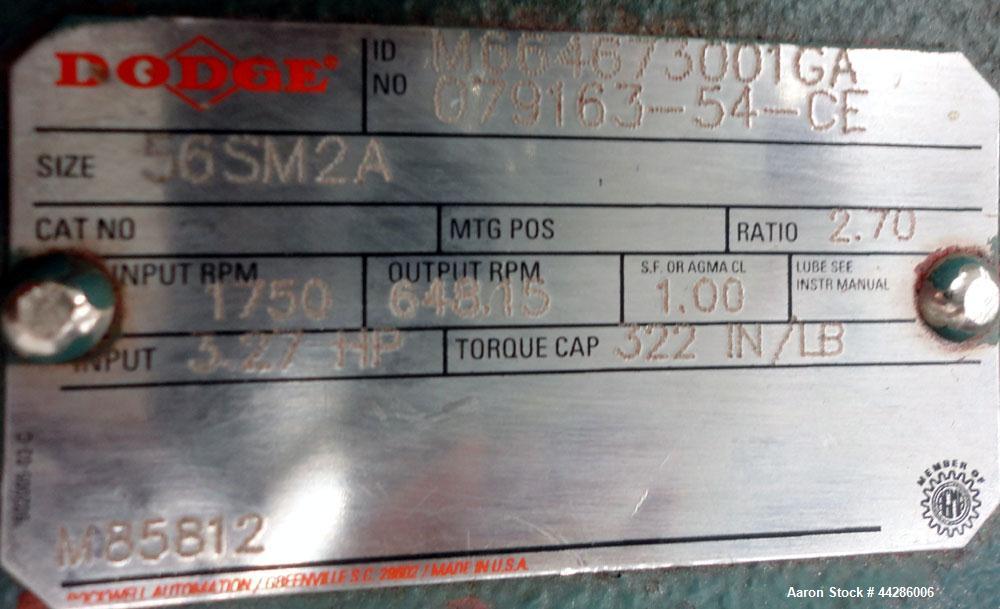 DODGE®
ID NO M664673001GA
079163-54-CE
SIZE 56SM2A
CAT NO MTG POS RATIO 2.70
INPUT RPM 1750 OUTPUT RPM 648.15 S.F. OR AGMA CL 1.00 LUBE SEE INSTR MANUAL
INPUT 3.27 HP TORQUE CAP 322 IN/LB
MEMBER OF
AGMA
M85812
ROCKWELL AUTOMATION / GREENVILLE S.C. 29602 / MADE IN U.S.A.
Aaron Stock # 44286006